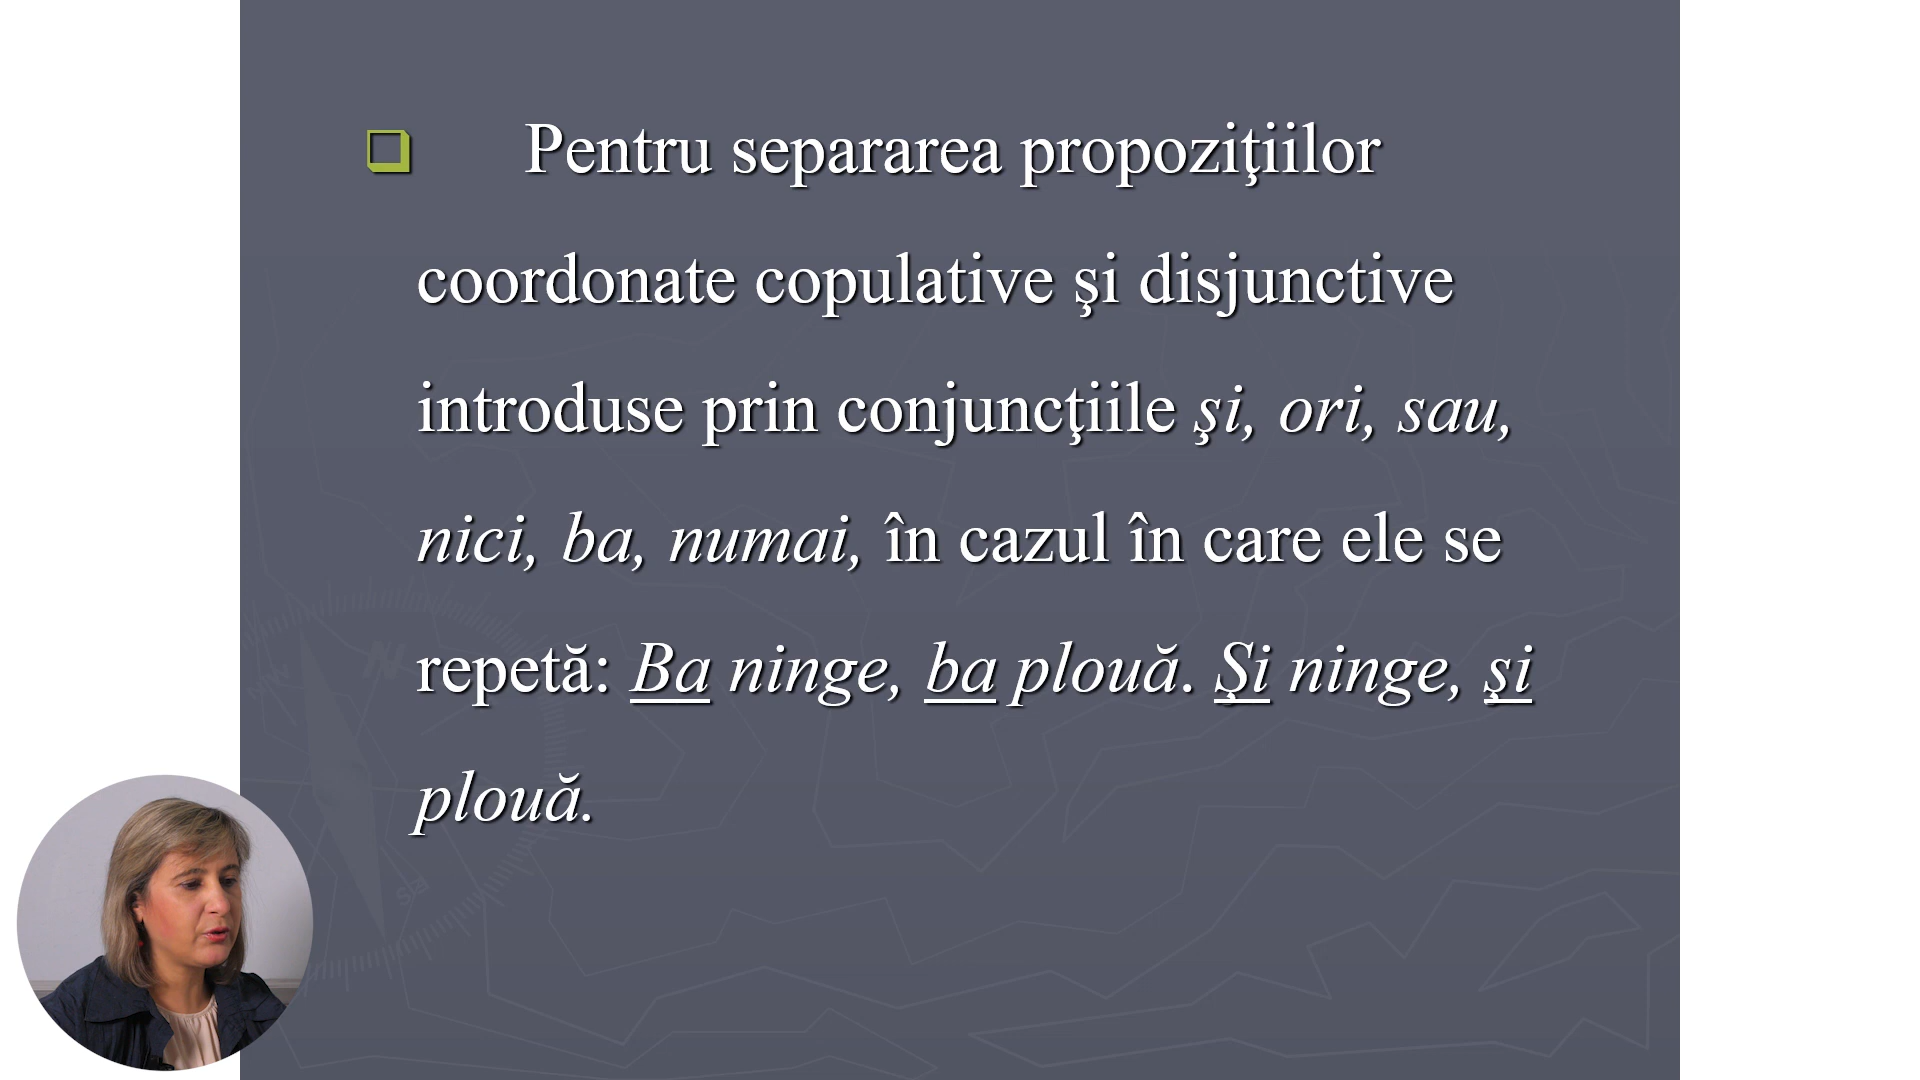 Pentru separarea propoziţiilor
coordonate copulative şi disjunctive
introduse prin conjuncţiile şi, ori, sau,
nici, ba, numai, în cazul în care ele se
repetă: Ba ninge, ba plouă. Şi ninge, şi
plouă.